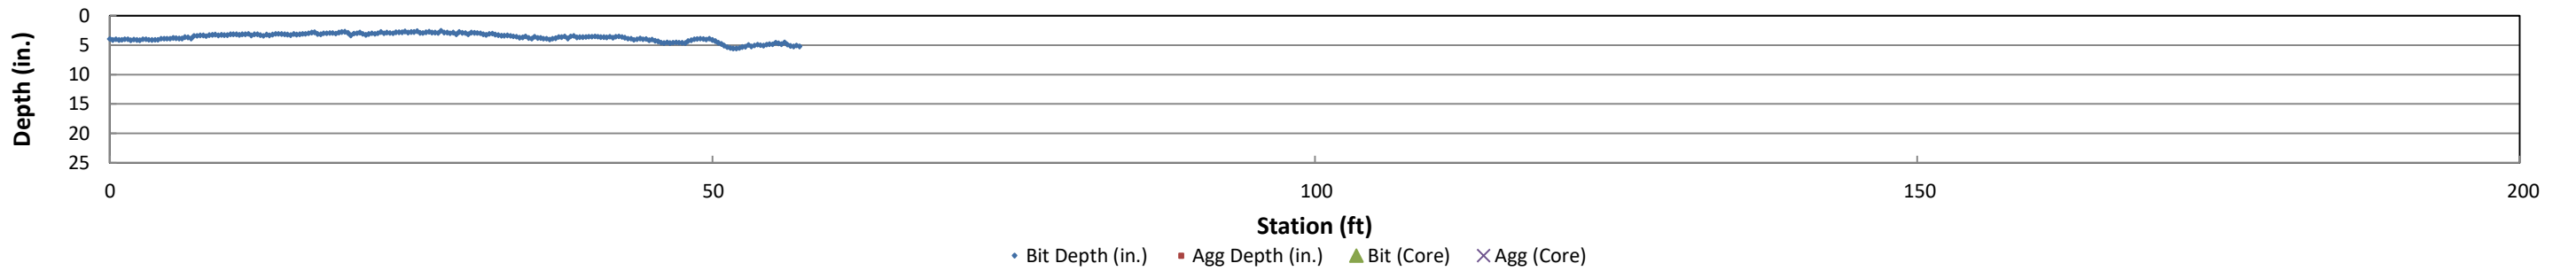 Depth (in.)
0
5
10
15
20
25
0 50 100 150 200
Station (ft)
Bit Depth (in.) Agg Depth (in.) Bit (Core) Agg (Core)